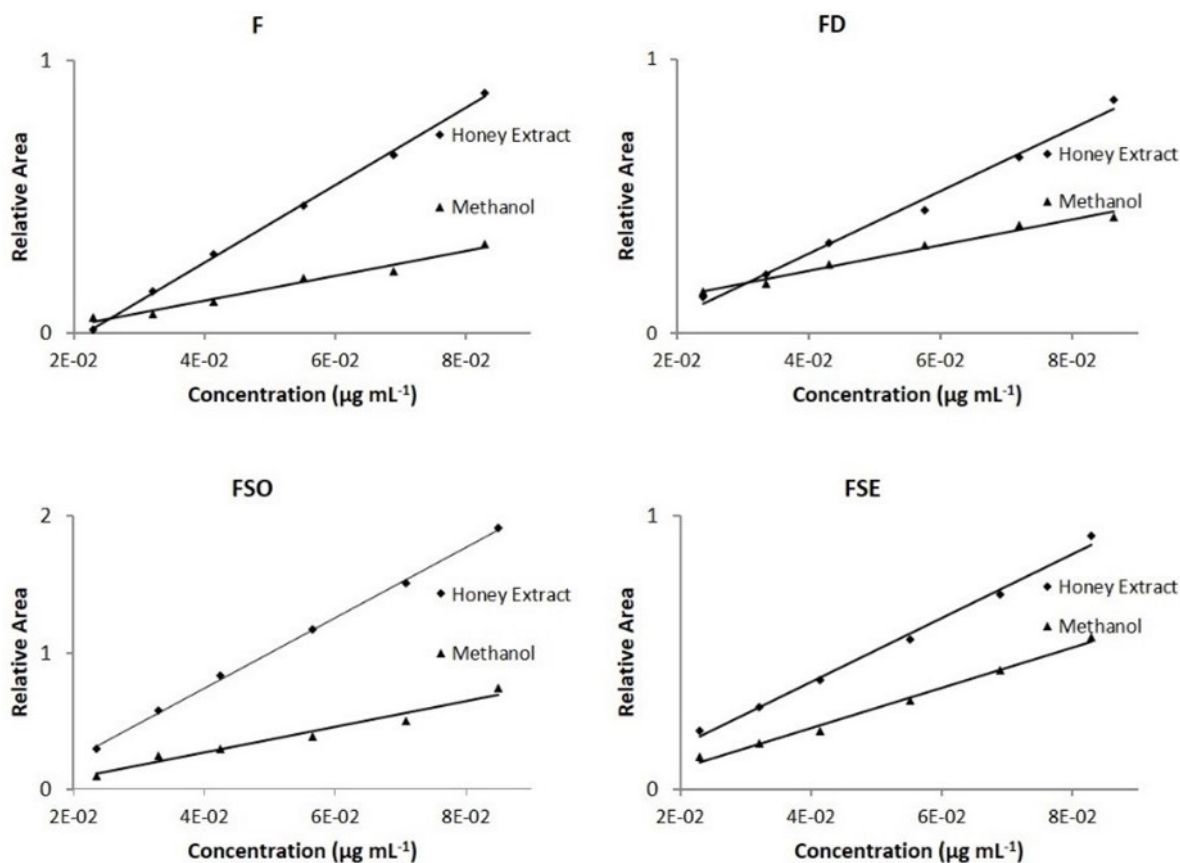 F
1
Relative Area
Honey Extract
Methanol
0
2E-02 4E-02 6E-02 8E-02
Concentration (µg mL⁻¹)
FD
1
Relative Area
Honey Extract
Methanol
0
2E-02 4E-02 6E-02 8E-02
Concentration (µg mL⁻¹)
FSO
2
Relative Area
Honey Extract
1
Methanol
0
2E-02 4E-02 6E-02 8E-02
Concentration (µg mL⁻¹)
FSE
1
Relative Area
Honey Extract
Methanol
0
2E-02 4E-02 6E-02 8E-02
Concentration (µg mL⁻¹)